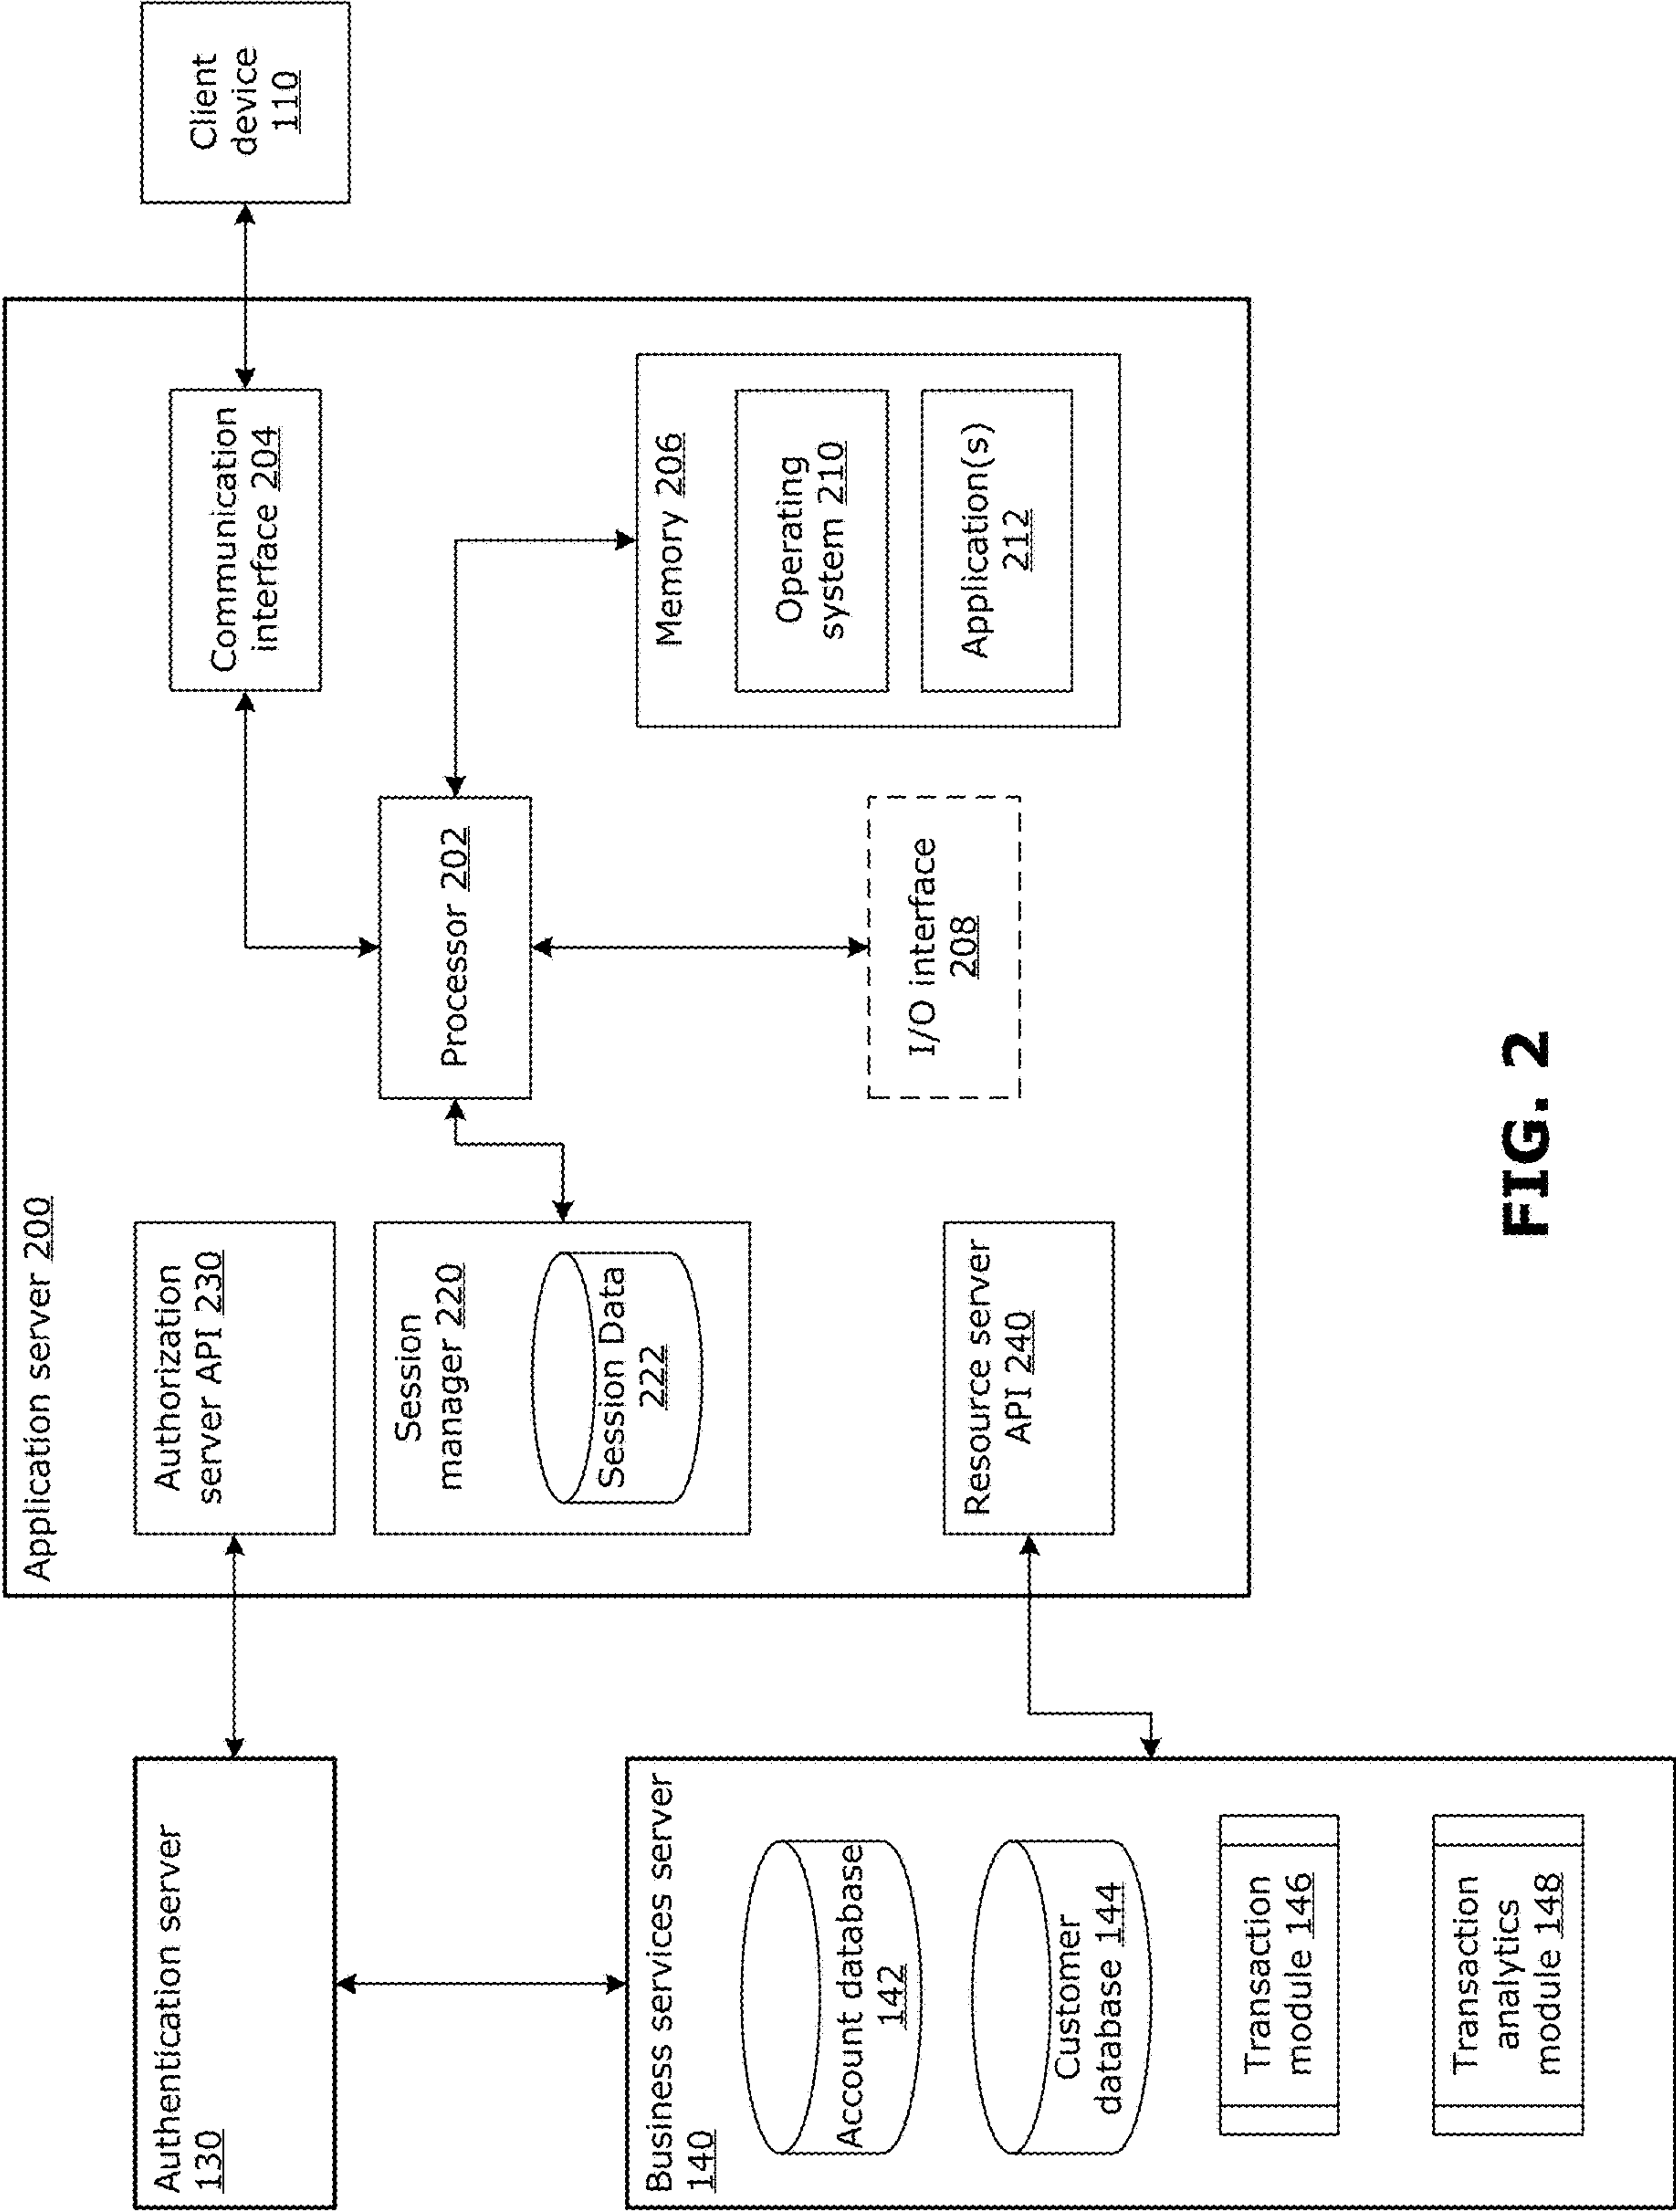 Authentication server
130
Business services server
140
Account database
142
Customer
database 144
Transaction
module 146
Transaction
analytics
module 148
Application server 200
Authorization
server API 230
Session
manager 220
Session Data
222
Resource server
API 240
Processor 202
I/O interface
208
Communication
interface 204
Memory 206
Operating
system 210
Application(s)
212
Client
device
110
FIG. 2